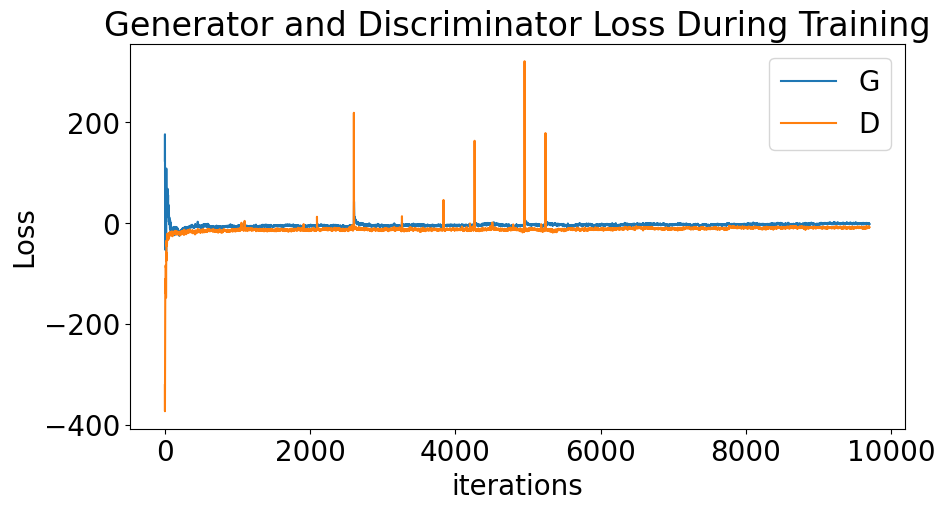 Generator and Discriminator Loss During Training
G
D
200
0
−200
−400
Loss
0 2000 4000 6000 8000 10000
iterations